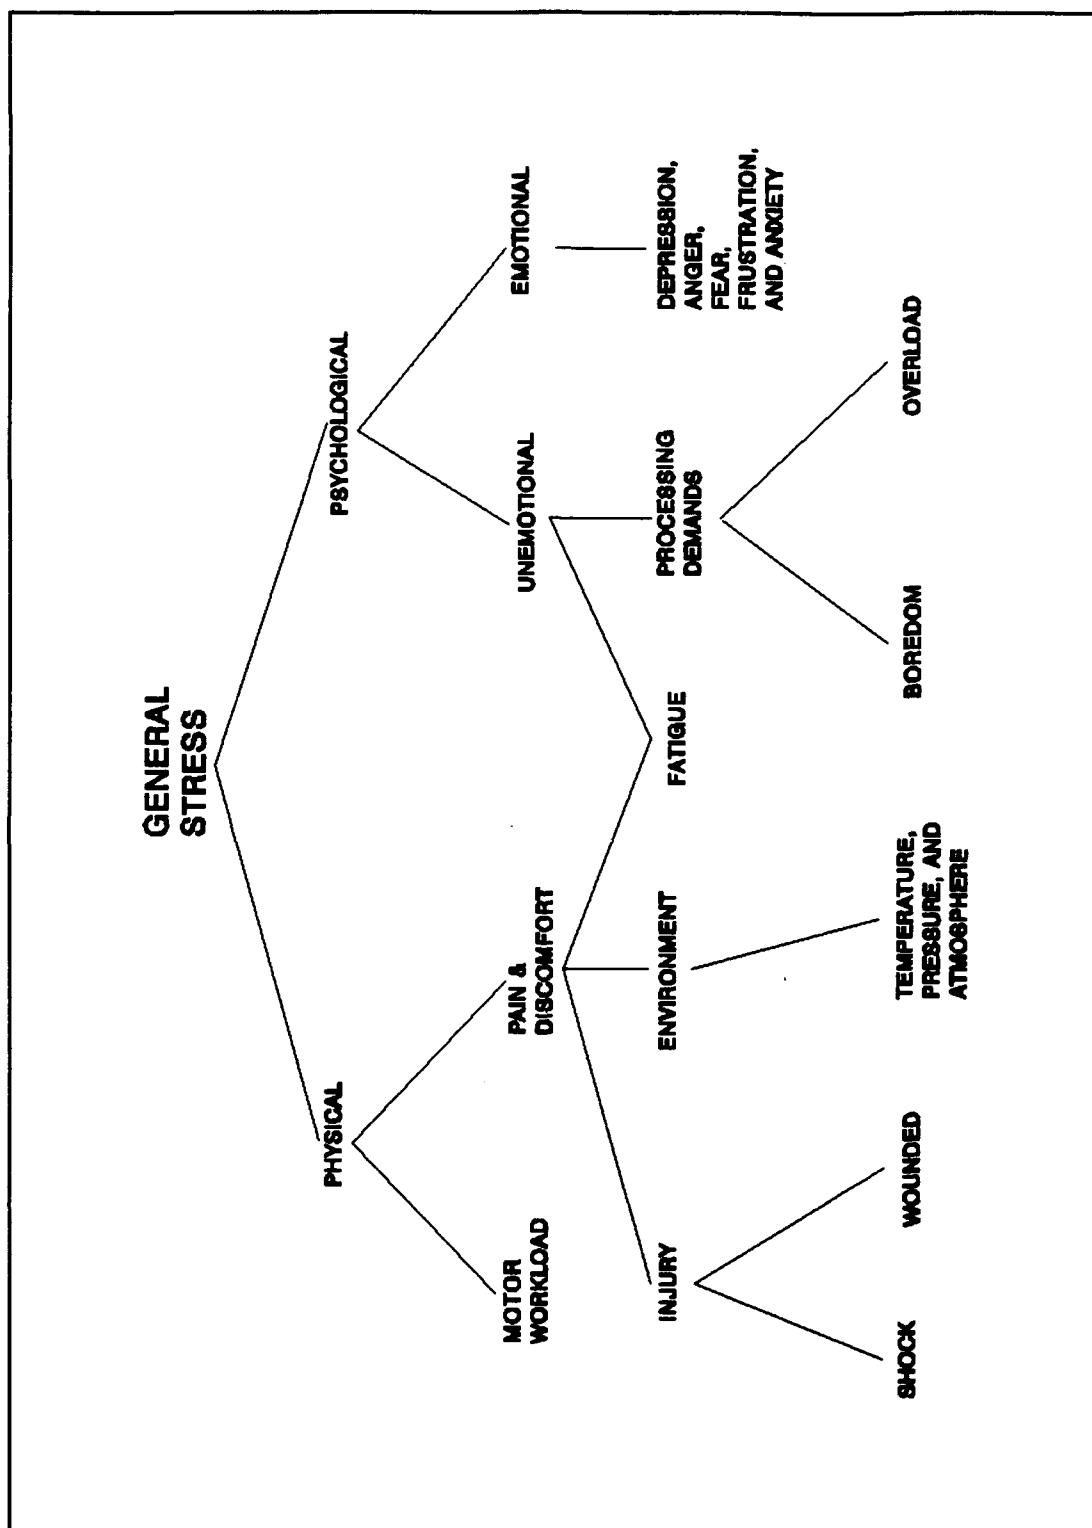 GENERAL
STRESS
PHYSICAL
PSYCHOLOGICAL
MOTOR
WORKLOAD
PAIN &
DISCOMFORT
UNEMOTIONAL
EMOTIONAL
INJURY
ENVIRONMENT
FATIGUE
PROCESSING
DEMANDS
DEPRESSION,
ANGER,
FEAR,
FRUSTRATION,
AND ANXIETY
SHOCK
WOUNDED
TEMPERATURE,
PRESSURE, AND
ATMOSPHERE
BOREDOM
OVERLOAD